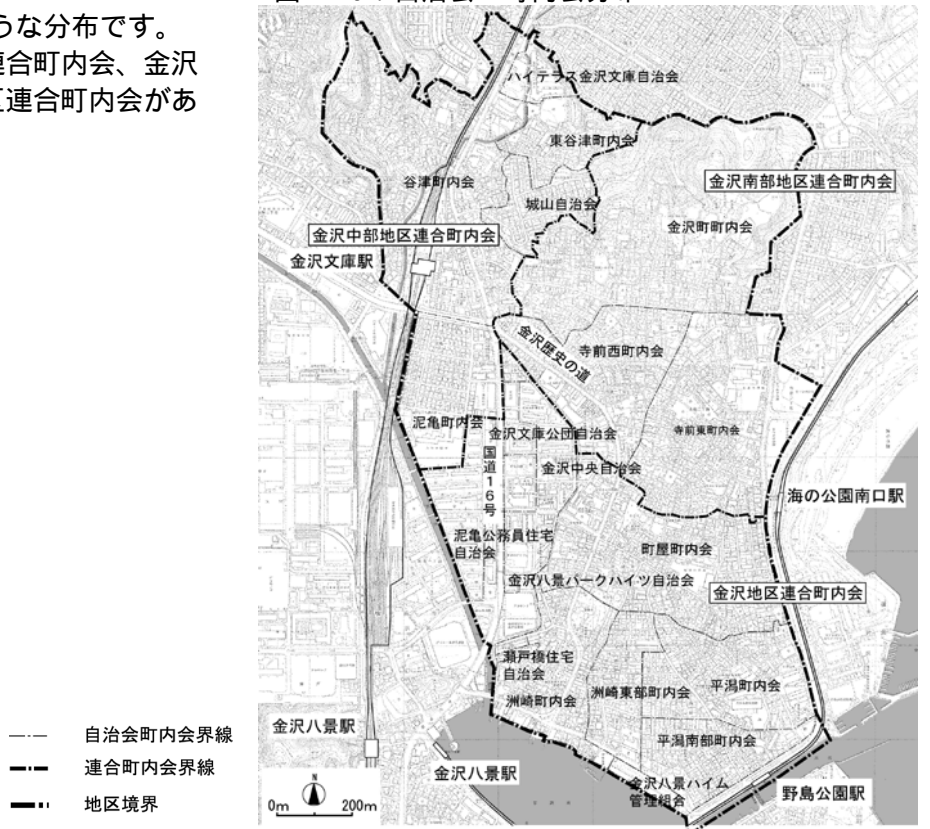 うな分布です。
連合町内会、金沢
区連合町内会があ
ハイテラス金沢文庫自治会
東谷津町内会
谷津町内会
金沢南部地区連合町内会
城山自治会
金沢町町内会
金沢中部地区連合町内会
金沢文庫駅
金沢歴史の道
寺前西町内会
泥亀町内会
金沢文庫公団自治会
寺前東町内会
国道16号
金沢中央自治会
海の公園南口駅
泥亀公務員住宅
自治会
町屋町内会
金沢八景パークハイツ自治会
金沢地区連合町内会
瀬戸橋住宅
自治会
洲崎町内会
洲崎東部町内会
平潟町内会
平潟南部町内会
金沢八景駅
金沢八景駅
金沢八景ハイム
管理組合
野島公園駅
自治会町内会界線
連合町内会界線
地区境界
N
0m 200m